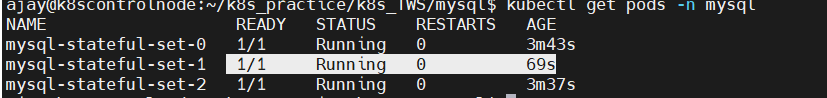 ajay@k8scontrolnode:~/k8s_practice/k8s_TWS/mysql$ kubectl get pods -n mysql
NAME READY STATUS RESTARTS AGE
mysql-stateful-set-0 1/1 Running 0 3m43s
mysql-stateful-set-1 1/1 Running 0 69s
mysql-stateful-set-2 1/1 Running 0 3m37s